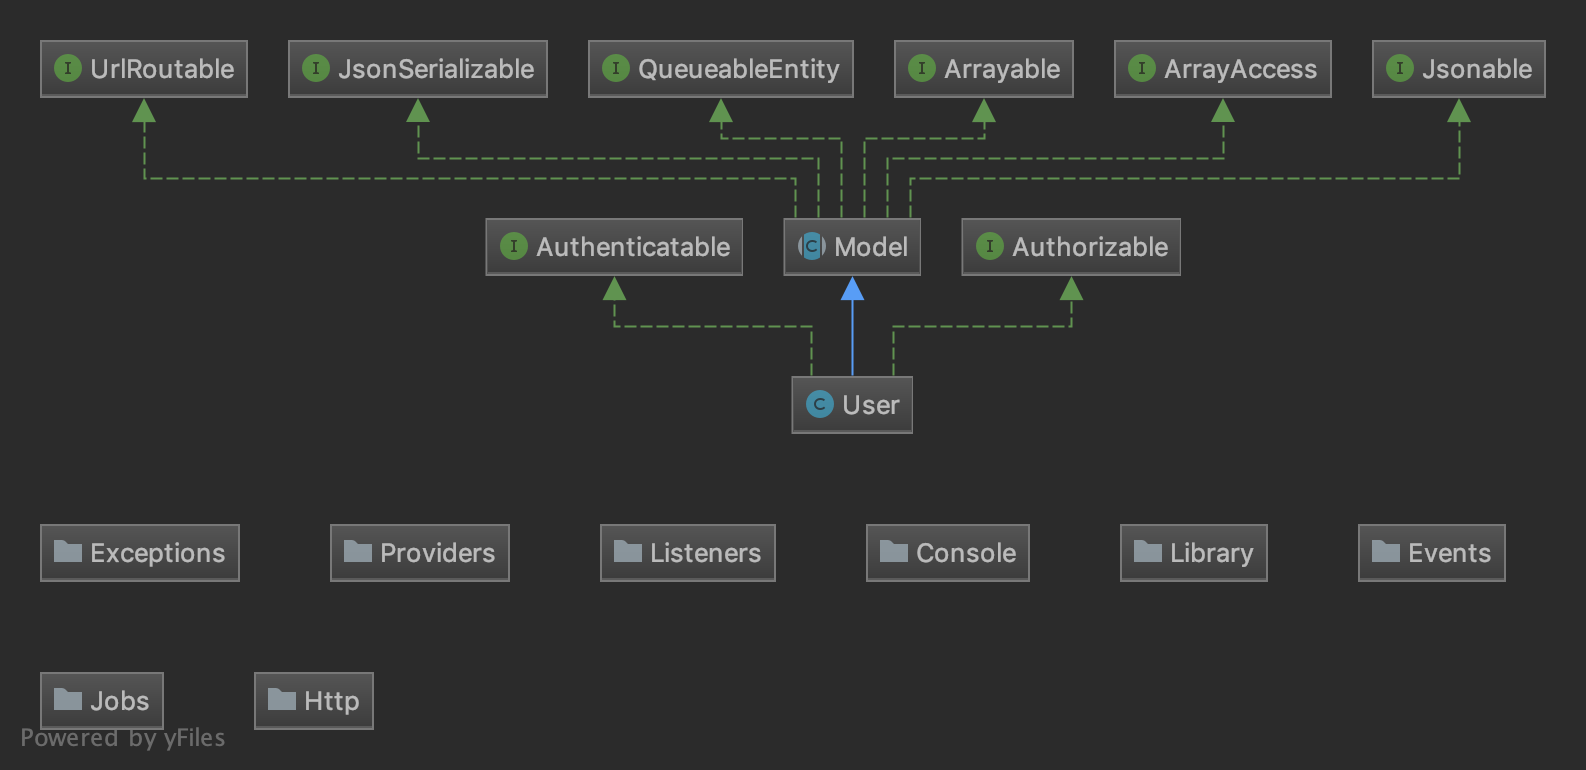 UrlRoutable
JsonSerializable
QueueableEntity
Arrayable
ArrayAccess
Jsonable
Authenticatable
Model
Authorizable
User
Exceptions
Providers
Listeners
Console
Library
Events
Jobs
Http
Powered by yFiles